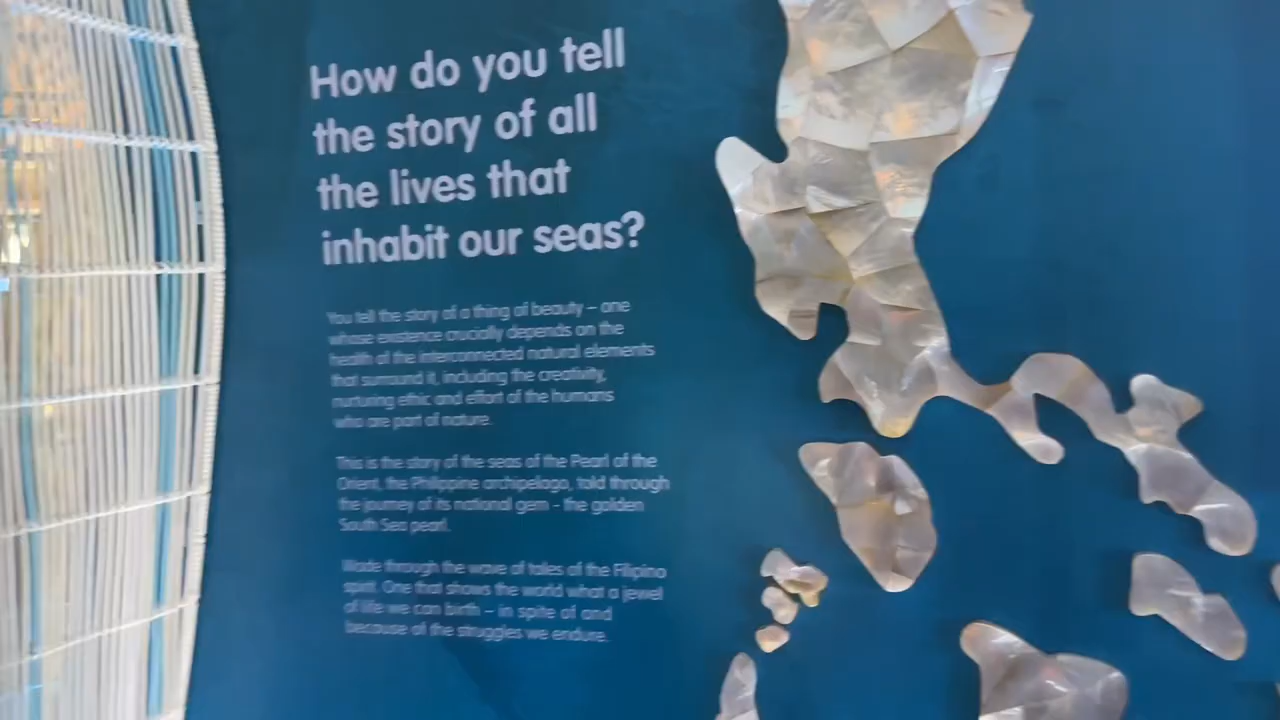 How do you tell
the story of all
the lives that
inhabit our seas?
You tell the story of a thing of beauty – one
whose existence crucially depends on the
health of the interconnected natural elements
that surround it, including the creativity,
nurturing ethic and effort of the humans
who are part of nature.
This is the story of the seas of the Pearl of the
Orient, the Philippine archipelago, told through
the journey of its national gem - the golden
South Sea pearl.
Wade through the wave of tales of the Filipino
spirit. One that shows the world what a jewel
of life we can birth – in spite of and
because of the struggles we endure.